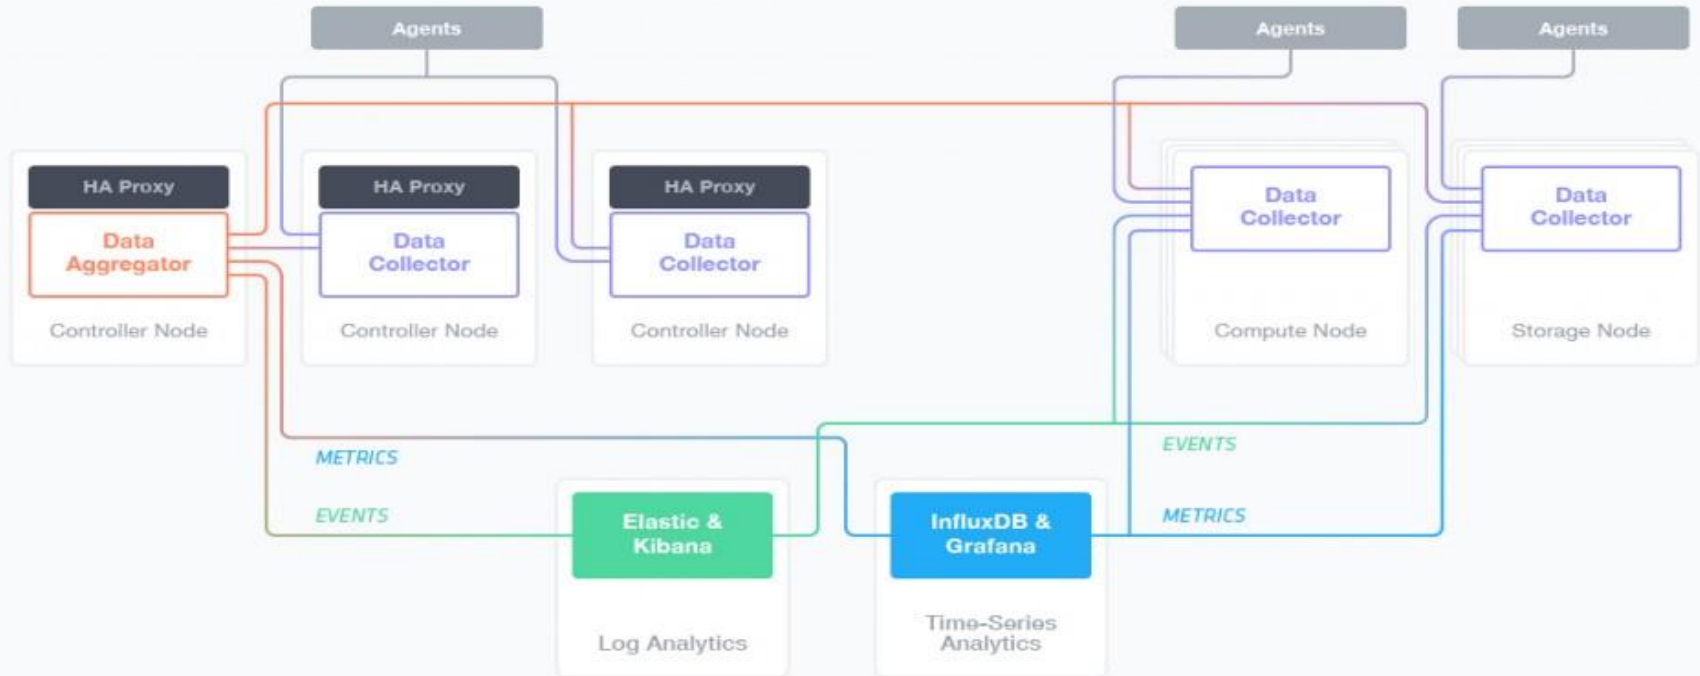 Agents
Agents
Agents
HA Proxy
Data
Aggregator
Controller Node
HA Proxy
Data
Collector
Controller Node
HA Proxy
Data
Collector
Controller Node
Data
Collector
Compute Node
Data
Collector
Storage Node
METRICS
EVENTS
EVENTS
METRICS
Elastic &
Kibana
Log Analytics
InfluxDB &
Grafana
Time-Series
Analytics